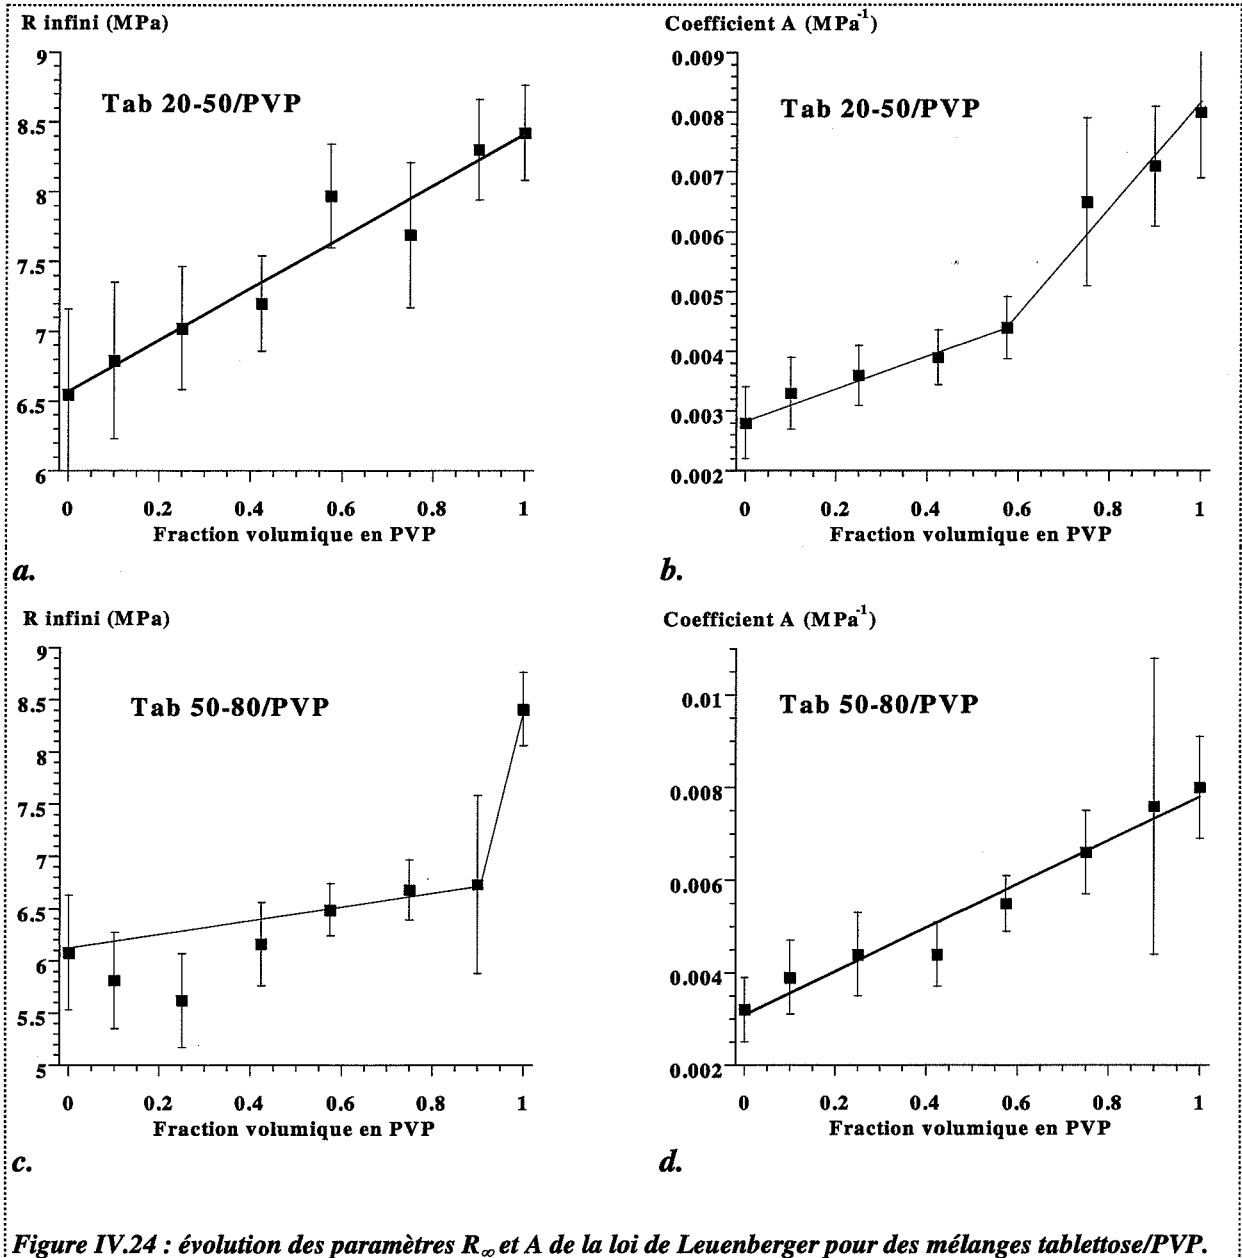 R infini (MPa)
9
8.5
8
7.5
7
6.5
6
Tab 20-50/PVP
0 0.2 0.4 0.6 0.8 1
Fraction volumique en PVP
a.
Coefficient A (MPa-1)
0.009
0.008
0.007
0.006
0.005
0.004
0.003
0.002
Tab 20-50/PVP
0 0.2 0.4 0.6 0.8 1
Fraction volumique en PVP
b.
R infini (MPa)
9
8.5
8
7.5
7
6.5
6
5.5
5
Tab 50-80/PVP
0 0.2 0.4 0.6 0.8 1
Fraction volumique en PVP
c.
Coefficient A (MPa-1)
0.01
0.008
0.006
0.004
0.002
Tab 50-80/PVP
0 0.2 0.4 0.6 0.8 1
Fraction volumique en PVP
d.
Figure IV.24 : évolution des paramètres R∞ et A de la loi de Leuenberger pour des mélanges tablettose/PVP.